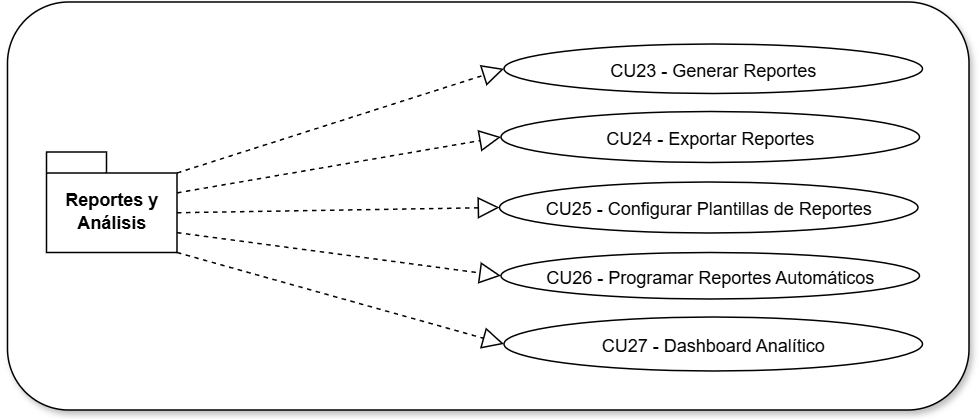 Reportes y
Análisis
CU23 - Generar Reportes
CU24 - Exportar Reportes
CU25 - Configurar Plantillas de Reportes
CU26 - Programar Reportes Automáticos
CU27 - Dashboard Analítico